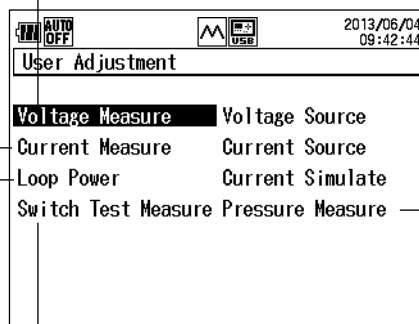 AUTO OFF USB 2013/06/04
09:42:44
User Adjustment
Voltage Measure Voltage Source
Current Measure Current Source
Loop Power Current Simulate
Switch Test Measure Pressure Measure